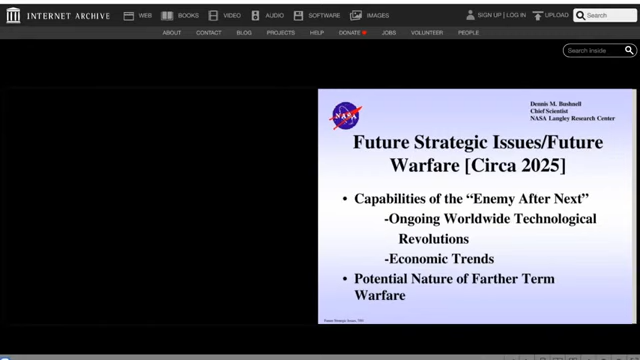 INTERNET ARCHIVE
WEB BOOKS VIDEO AUDIO SOFTWARE IMAGES
SIGN UP | LOG IN UPLOAD Search
ABOUT CONTACT BLOG PROJECTS HELP DONATE JOBS VOLUNTEER PEOPLE
Search Inside
NASA
Dennis M. Bushnell
Chief Scientist
NASA Langley Research Center
Future Strategic Issues/Future
Warfare [Circa 2025]
• Capabilities of the “Enemy After Next”
-Ongoing Worldwide Technological
Revolutions
-Economic Trends
• Potential Nature of Farther Term
Warfare
Future Strategic Issues,